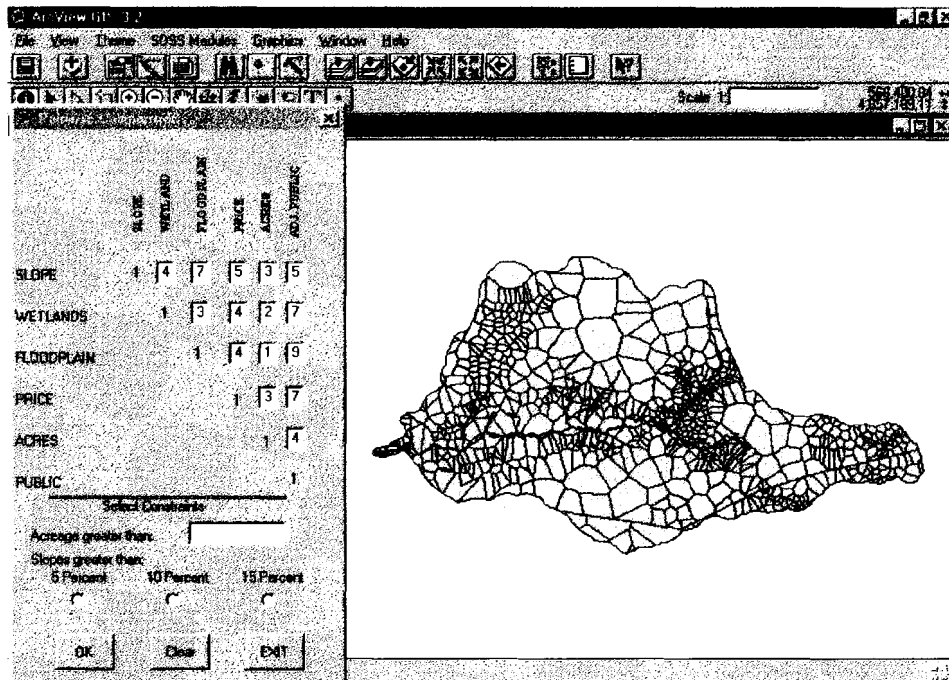 ArcView GIS 3.2
File View Theme SDSS Modules Graphics Window Help
Scale 1:
SLOPE WETLAND FLOODPLAIN PRICE ACRES ADJ. PUBLIC
SLOPE 1 4 7 5 3 5
WETLANDS 1 3 4 2 7
FLOODPLAIN 1 4 1 9
PRICE 1 3 7
ACRES 1 4
PUBLIC 1
Select Constraints
Acreage greater than:
Slopes greater than:
5 Percent 10 Percent 15 Percent
OK Clear EXIT